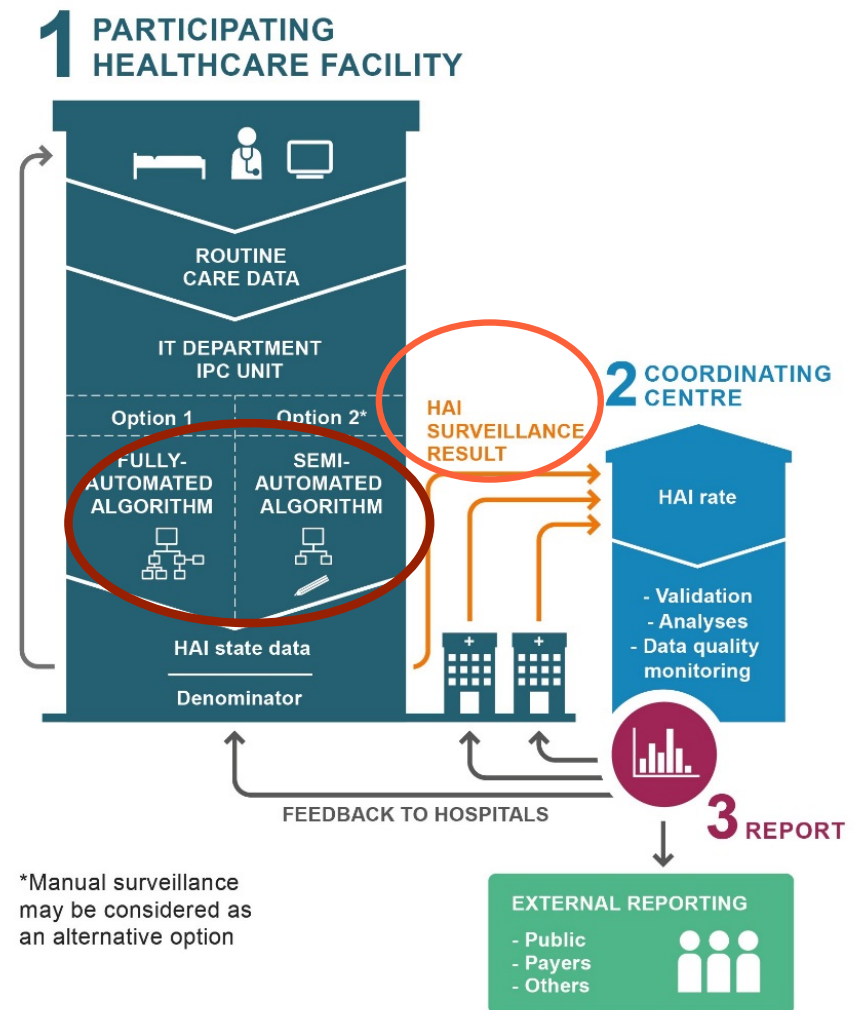 1 PARTICIPATING
HEALTHCARE FACILITY
ROUTINE
CARE DATA
IT DEPARTMENT
IPC UNIT
Option 1
Option 2*
FULLY-
AUTOMATED
ALGORITHM
SEMI-
AUTOMATED
ALGORITHM
HAI state data
Denominator
HAI
SURVEILLANCE
RESULT
2 COORDINATING
CENTRE
HAI rate
- Validation
- Analyses
- Data quality
monitoring
3 REPORT
FEEDBACK TO HOSPITALS
*Manual surveillance
may be considered as
an alternative option
EXTERNAL REPORTING
- Public
- Payers
- Others